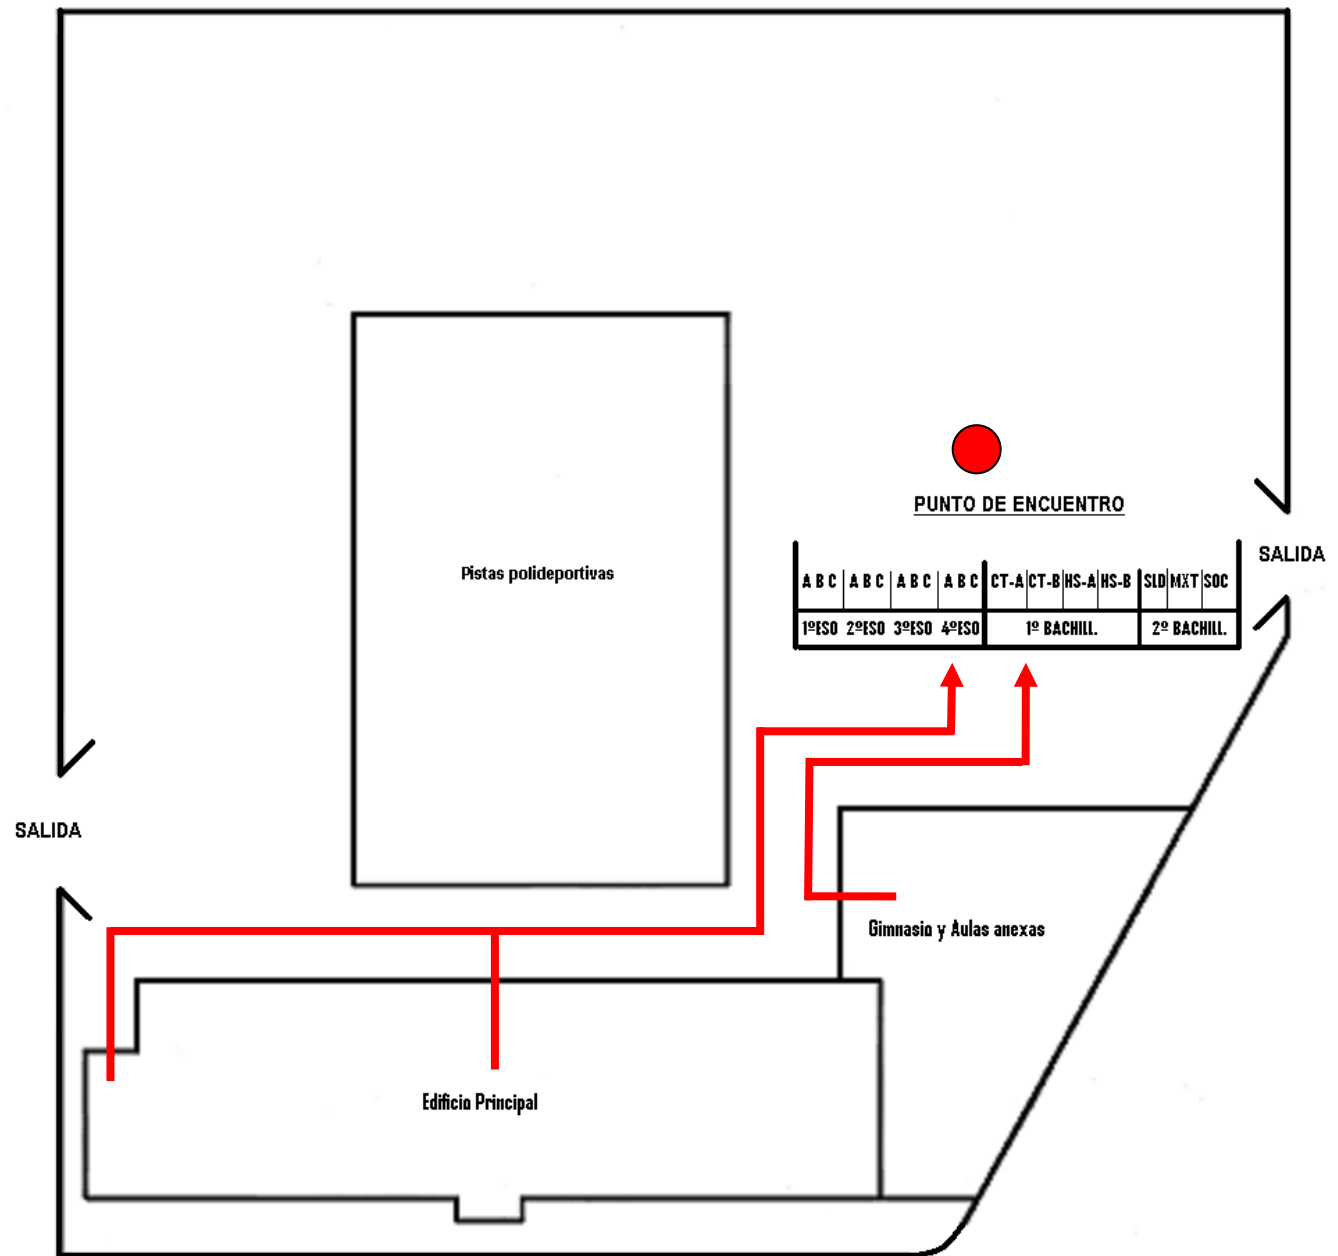 PUNTO DE ENCUENTRO
SALIDA
Pistas polideportivas
A B C A B C A B C A B C CT-A CT-B HS-A HS-B SLD MXT SOC
1ºESO 2ºESO 3ºESO 4ºESO 1º BACHILL. 2º BACHILL.
SALIDA
Gimnasio y Aulas anexas
Edificio Principal